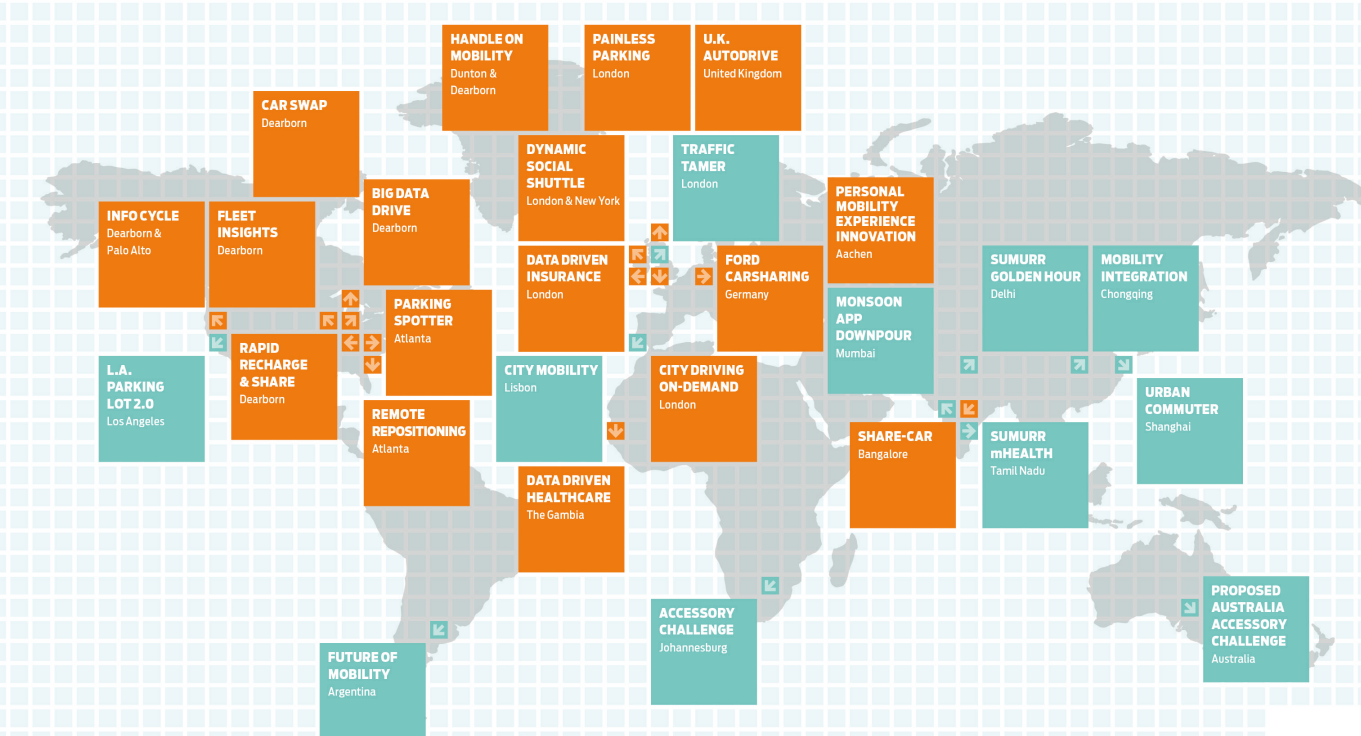 HANDLE ON
MOBILITY
Dunton &
Dearborn
PAINLESS
PARKING
London
U.K.
AUTODRIVE
United Kingdom
CAR SWAP
Dearborn
DYNAMIC
SOCIAL
SHUTTLE
London & New York
TRAFFIC
TAMER
London
BIG DATA
DRIVE
Dearborn
PERSONAL
MOBILITY
EXPERIENCE
INNOVATION
Aachen
INFO CYCLE
Dearborn &
Palo Alto
FLEET
INSIGHTS
Dearborn
DATA DRIVEN
INSURANCE
London
FORD
CARSHARING
Germany
SUMURR
GOLDEN HOUR
Delhi
MOBILITY
INTEGRATION
Chongqing
PARKING
SPOTTER
Atlanta
MONSOON
APP
DOWNPOUR
Mumbai
RAPID
RECHARGE
& SHARE
Dearborn
L.A.
PARKING
LOT 2.0
Los Angeles
CITY MOBILITY
Lisbon
CITY DRIVING
ON-DEMAND
London
URBAN
COMMUTER
Shanghai
REMOTE
REPOSITIONING
Atlanta
SHARE-CAR
Bangalore
SUMURR
mHEALTH
Tamil Nadu
DATA DRIVEN
HEALTHCARE
The Gambia
PROPOSED
AUSTRALIA
ACCESSORY
CHALLENGE
Australia
ACCESSORY
CHALLENGE
Johannesburg
FUTURE OF
MOBILITY
Argentina